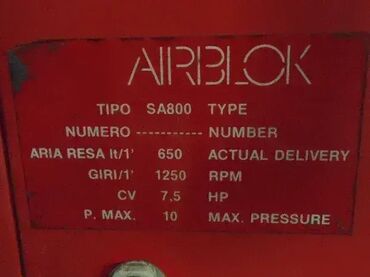 AIRBLOK
TIPO SA800 TYPE
NUMERO ----------- NUMBER
ARIA RESA lt/1' 650 ACTUAL DELIVERY
GIRI/1' 1250 RPM
CV 7,5 HP
P. MAX. 10 MAX. PRESSURE